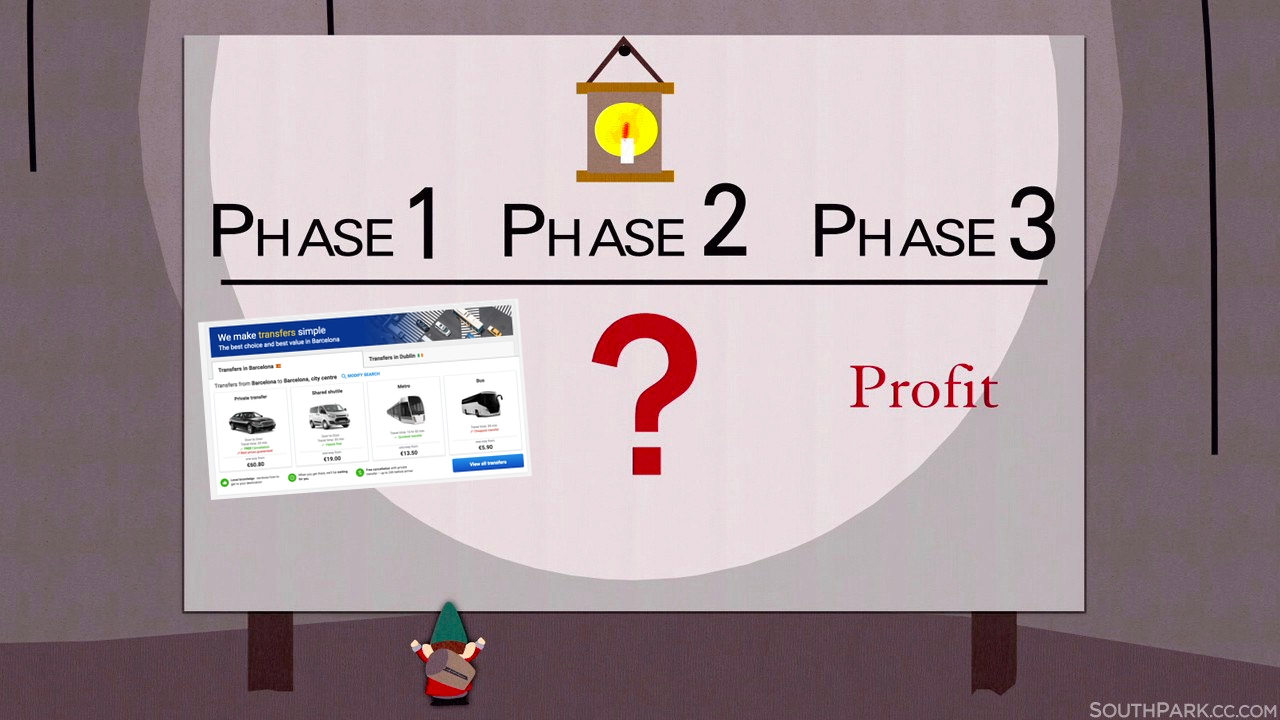 PHASE 1 PHASE 2 PHASE 3
We make transfers simple
The best choice and best value in Barcelona
Transfers in Barcelona
Transfers in Dublin
Transfers from Barcelona to Barcelona, city centre MODIFY SEARCH
Private transfer
Shared shuttle
Metro
Bus
€60.80
€19.00
€13.50
€5.90
View all transfers
?
Profit
SOUTHPARK.CC.COM